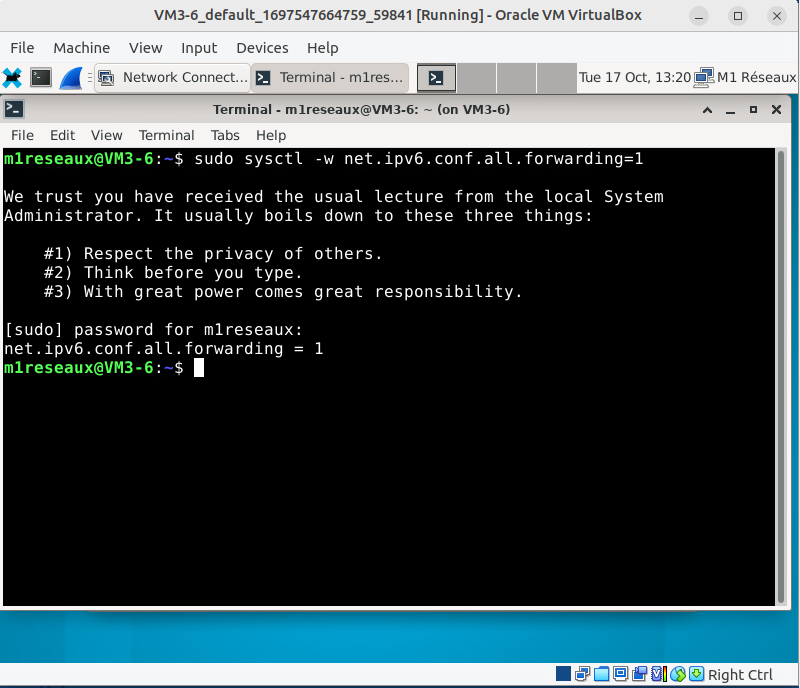 VM3-6_default_1697547664759_59841 [Running] - Oracle VM VirtualBox
File Machine View Input Devices Help
Network Connect... Terminal - m1res... Tue 17 Oct, 13:20 M1 Réseaux
Terminal - m1reseaux@VM3-6: ~ (on VM3-6)
File Edit View Terminal Tabs Help
m1reseaux@VM3-6:~$ sudo sysctl -w net.ipv6.conf.all.forwarding=1
We trust you have received the usual lecture from the local System
Administrator. It usually boils down to these three things:
#1) Respect the privacy of others.
#2) Think before you type.
#3) With great power comes great responsibility.
[sudo] password for m1reseaux:
net.ipv6.conf.all.forwarding = 1
m1reseaux@VM3-6:~$
Right Ctrl